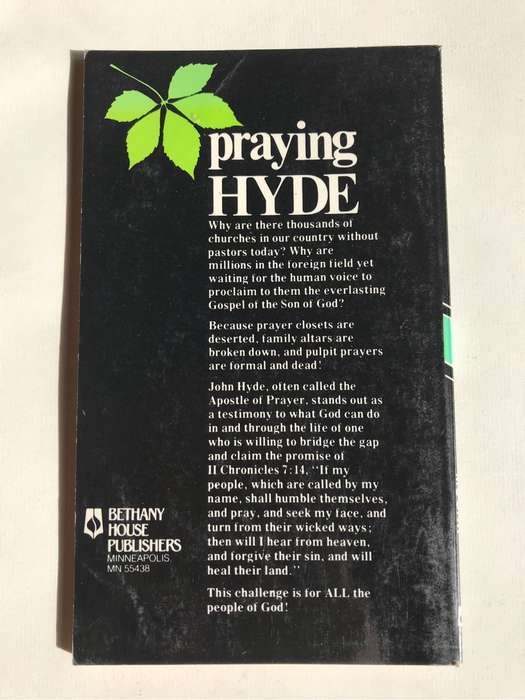 praying
HYDE
Why are there thousands of
churches in our country without
pastors today? Why are
millions in the foreign field yet
waiting for the human voice to
proclaim to them the everlasting
Gospel of the Son of God?
Because prayer closets are
deserted, family altars are
broken down, and pulpit prayers
are formal and dead!
John Hyde, often called the
Apostle of Prayer, stands out as
a testimony to what God can do
in and through the life of one
who is willing to bridge the gap
and claim the promise of
II Chronicles 7:14, "If my
people, which are called by my
name, shall humble themselves,
and pray, and seek my face, and
turn from their wicked ways;
then will I hear from heaven,
and forgive their sin, and will
heal their land."
This challenge is for ALL the
people of God!
BETHANY
HOUSE
PUBLISHERS
MINNEAPOLIS
MN 55438